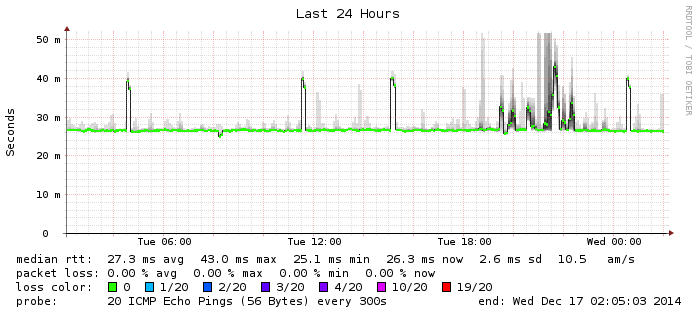 Last 24 Hours
RRDTOOL / TOBI OETIKER
Seconds
50 m
40 m
30 m
20 m
10 m
0
Tue 06:00 Tue 12:00 Tue 18:00 Wed 00:00
median rtt: 27.3 ms avg 43.0 ms max 25.1 ms min 26.3 ms now 2.6 ms sd 10.5 am/s
packet loss: 0.00 % avg 0.00 % max 0.00 % min 0.00 % now
loss color: 0 1/20 2/20 3/20 4/20 10/20 19/20
probe: 20 ICMP Echo Pings (56 Bytes) every 300s end: Wed Dec 17 02:05:03 2014